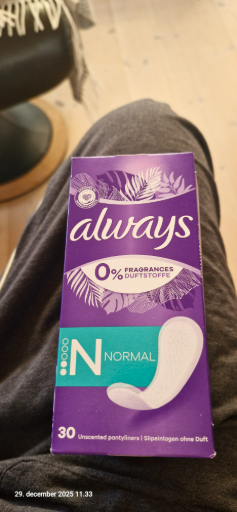 always
0% FRAGRANCES
DUFTSTOFFE
N NORMAL
30 Unscented pantyliners | Slipeinlagen ohne Duft
29. december 2025 11.33